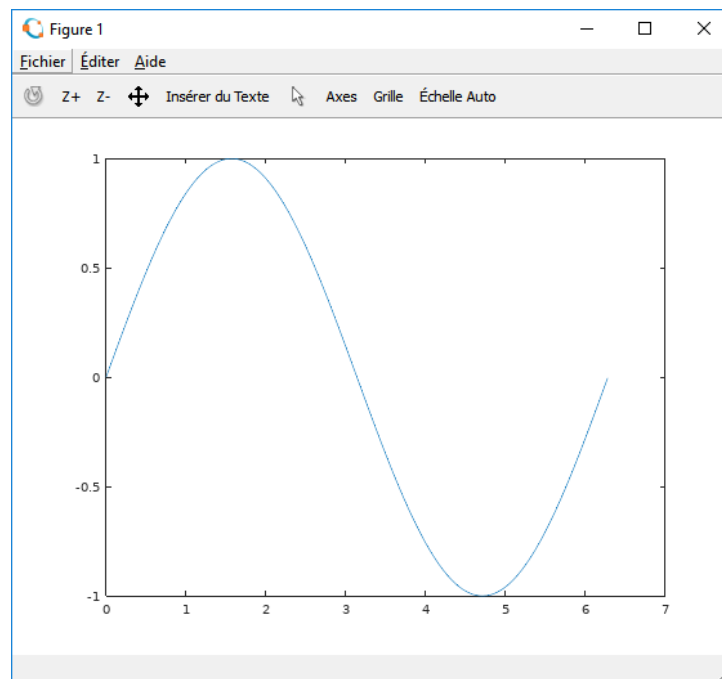 Figure 1
Fichier Éditer Aide
Z+ Z- Insérer du Texte Axes Grille Échelle Auto
1
0.5
0
-0.5
-1
0 1 2 3 4 5 6 7